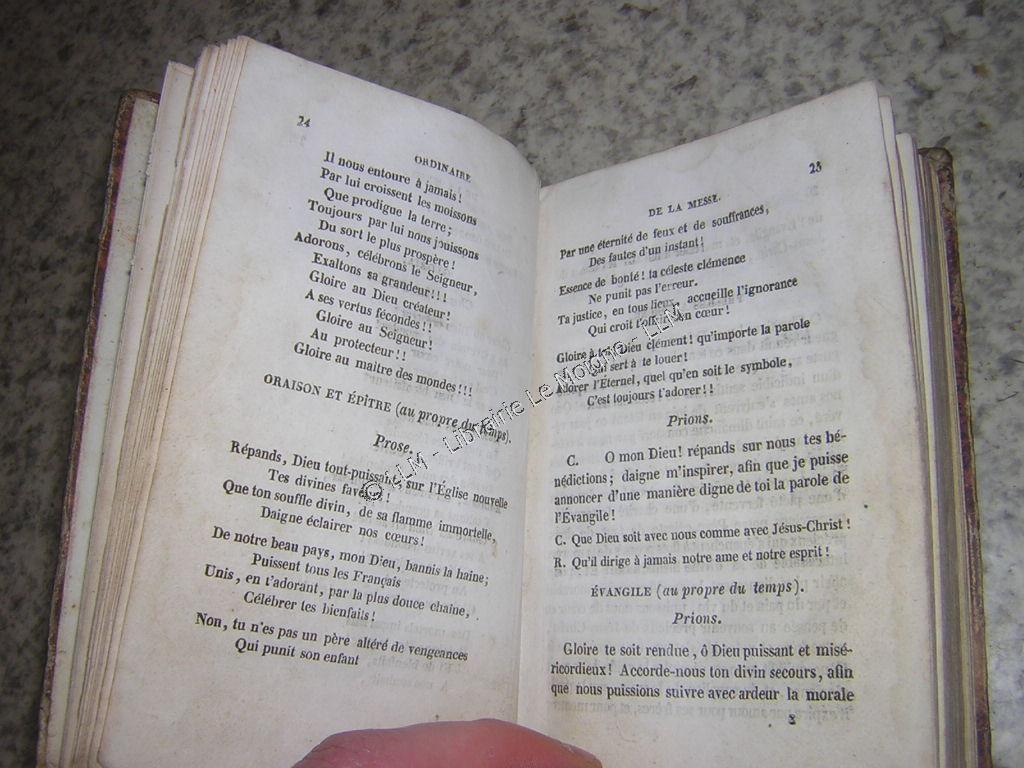 24
ORDINAIRE
Il nous entoure à jamais!
Par lui croissent les moissons
Que prodigue la terre;
Toujours par lui nous jouissons
Du sort le plus prospère!
Adorons, célébrons le Seigneur,
Exaltons sa grandeur!!!
Gloire au Dieu créateur!
A ses vertus fécondes!!
Gloire au Seigneur!
Au protecteur!!
Gloire au maître des mondes!!!
ORAISON ET ÉPÎTRE (au propre du temps).
Prose.
Répands, Dieu tout-puissant, sur l'Église nouvelle
Tes divines faveurs!
Que ton souffle divin, de sa flamme immortelle,
Daigne éclairer nos cœurs!
De notre beau pays, mon Dieu, bannis la haine;
Puissent tous les Français
Unis, en t'adorant, par la plus douce chaîne,
Célébrer tes bienfaits!
Non, tu n'es pas un père altéré de vengeances
Qui punit son enfant
25
DE LA MESSE.
Par une éternité de feux et de souffrances,
Des fautes d'un instant!
Essence de bonté! ta céleste clémence
Ne punit pas l'erreur.
Ta justice, en tous lieux, accueille l'ignorance
Qui croit t'offrir son cœur!
Gloire à toi, Dieu clément! qu'importe la parole
Qui sert à te louer!
Adorer l'Éternel, quel qu'en soit le symbole,
C'est toujours t'adorer!!
Prions.
C. O mon Dieu! répands sur nous tes bé-
nédictions; daigne m'inspirer, afin que je puisse
annoncer d'une manière digne de toi la parole de
l'Évangile!
C. Que Dieu soit avec nous comme avec Jésus-Christ!
R. Qu'il dirige à jamais notre ame et notre esprit!
ÉVANGILE (au propre du temps).
Prions.
Gloire te soit rendue, ô Dieu puissant et misé-
ricordieux! Accorde-nous ton divin secours, afin
que nous puissions suivre avec ardeur la morale
3
© LLM - Librairie Le Moigne - LLM